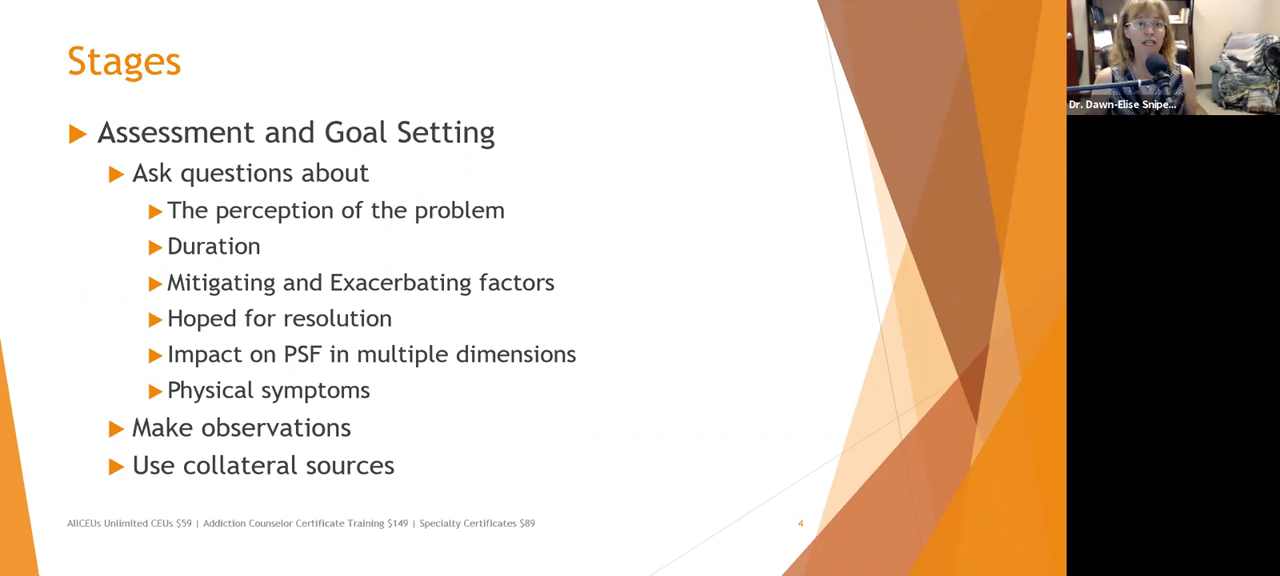 Stages
Assessment and Goal Setting
Ask questions about
The perception of the problem
Duration
Mitigating and Exacerbating factors
Hoped for resolution
Impact on PSF in multiple dimensions
Physical symptoms
Make observations
Use collateral sources
AllCEUs Unlimited CEUs $59 | Addiction Counselor Certificate Training $149 | Specialty Certificates $89
4
Dr. Dawn-Elise Snipe...